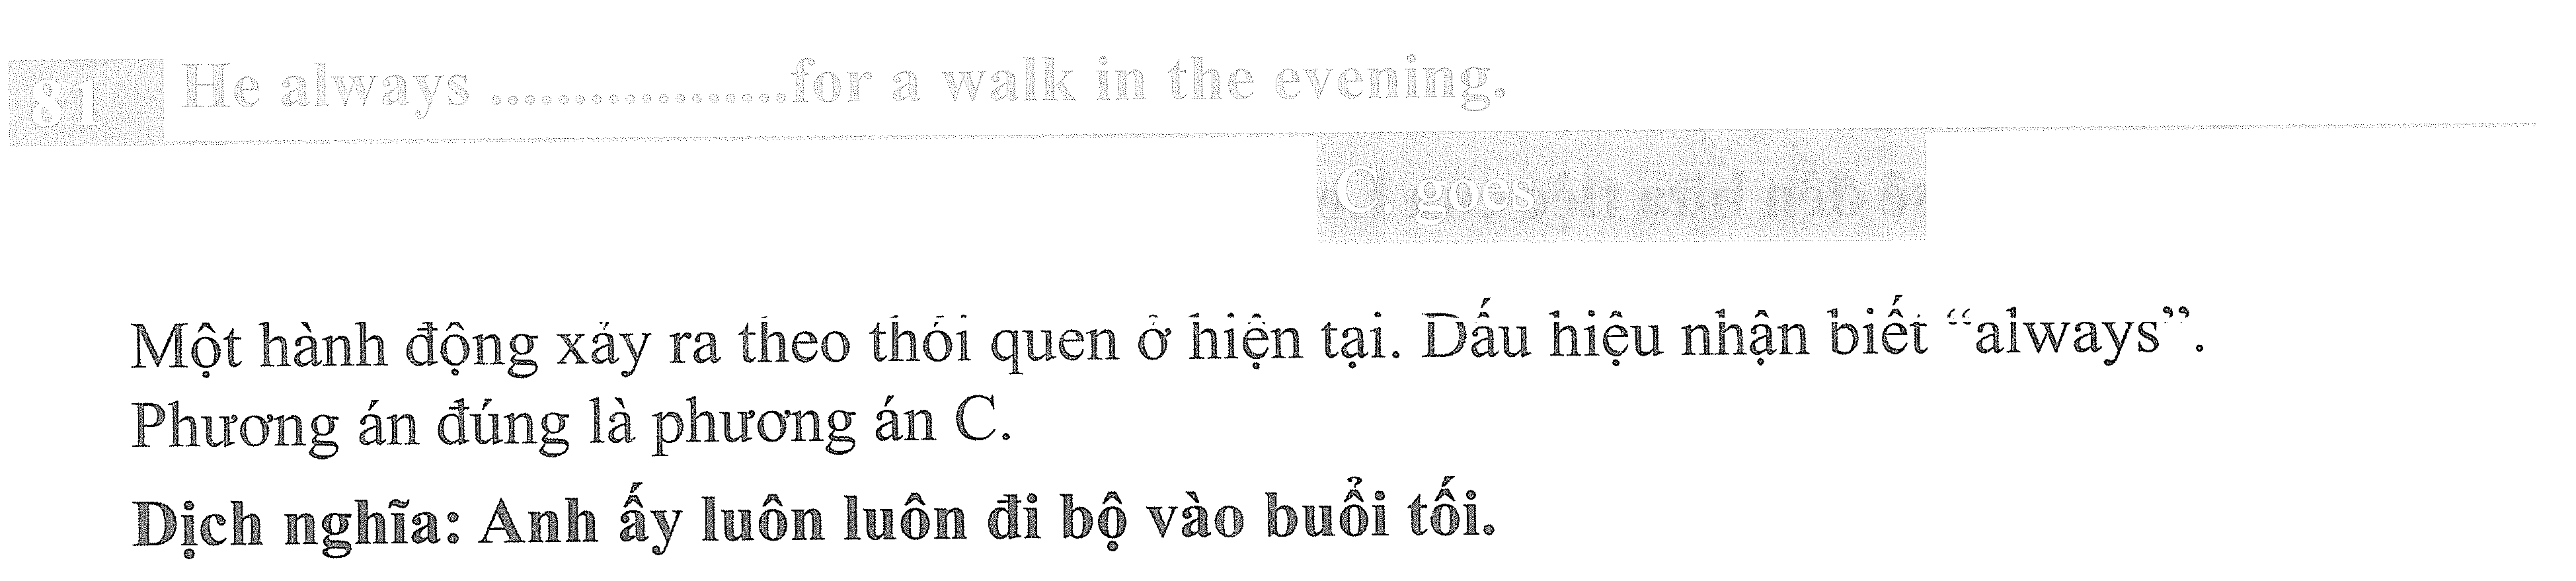 81 He always ..................for a walk in the evening.
C. goes
Một hành động xảy ra theo thói quen ở hiện tại. Dấu hiệu nhận biết “always”.
Phương án đúng là phương án C.
Dịch nghĩa: Anh ấy luôn luôn đi bộ vào buổi tối.